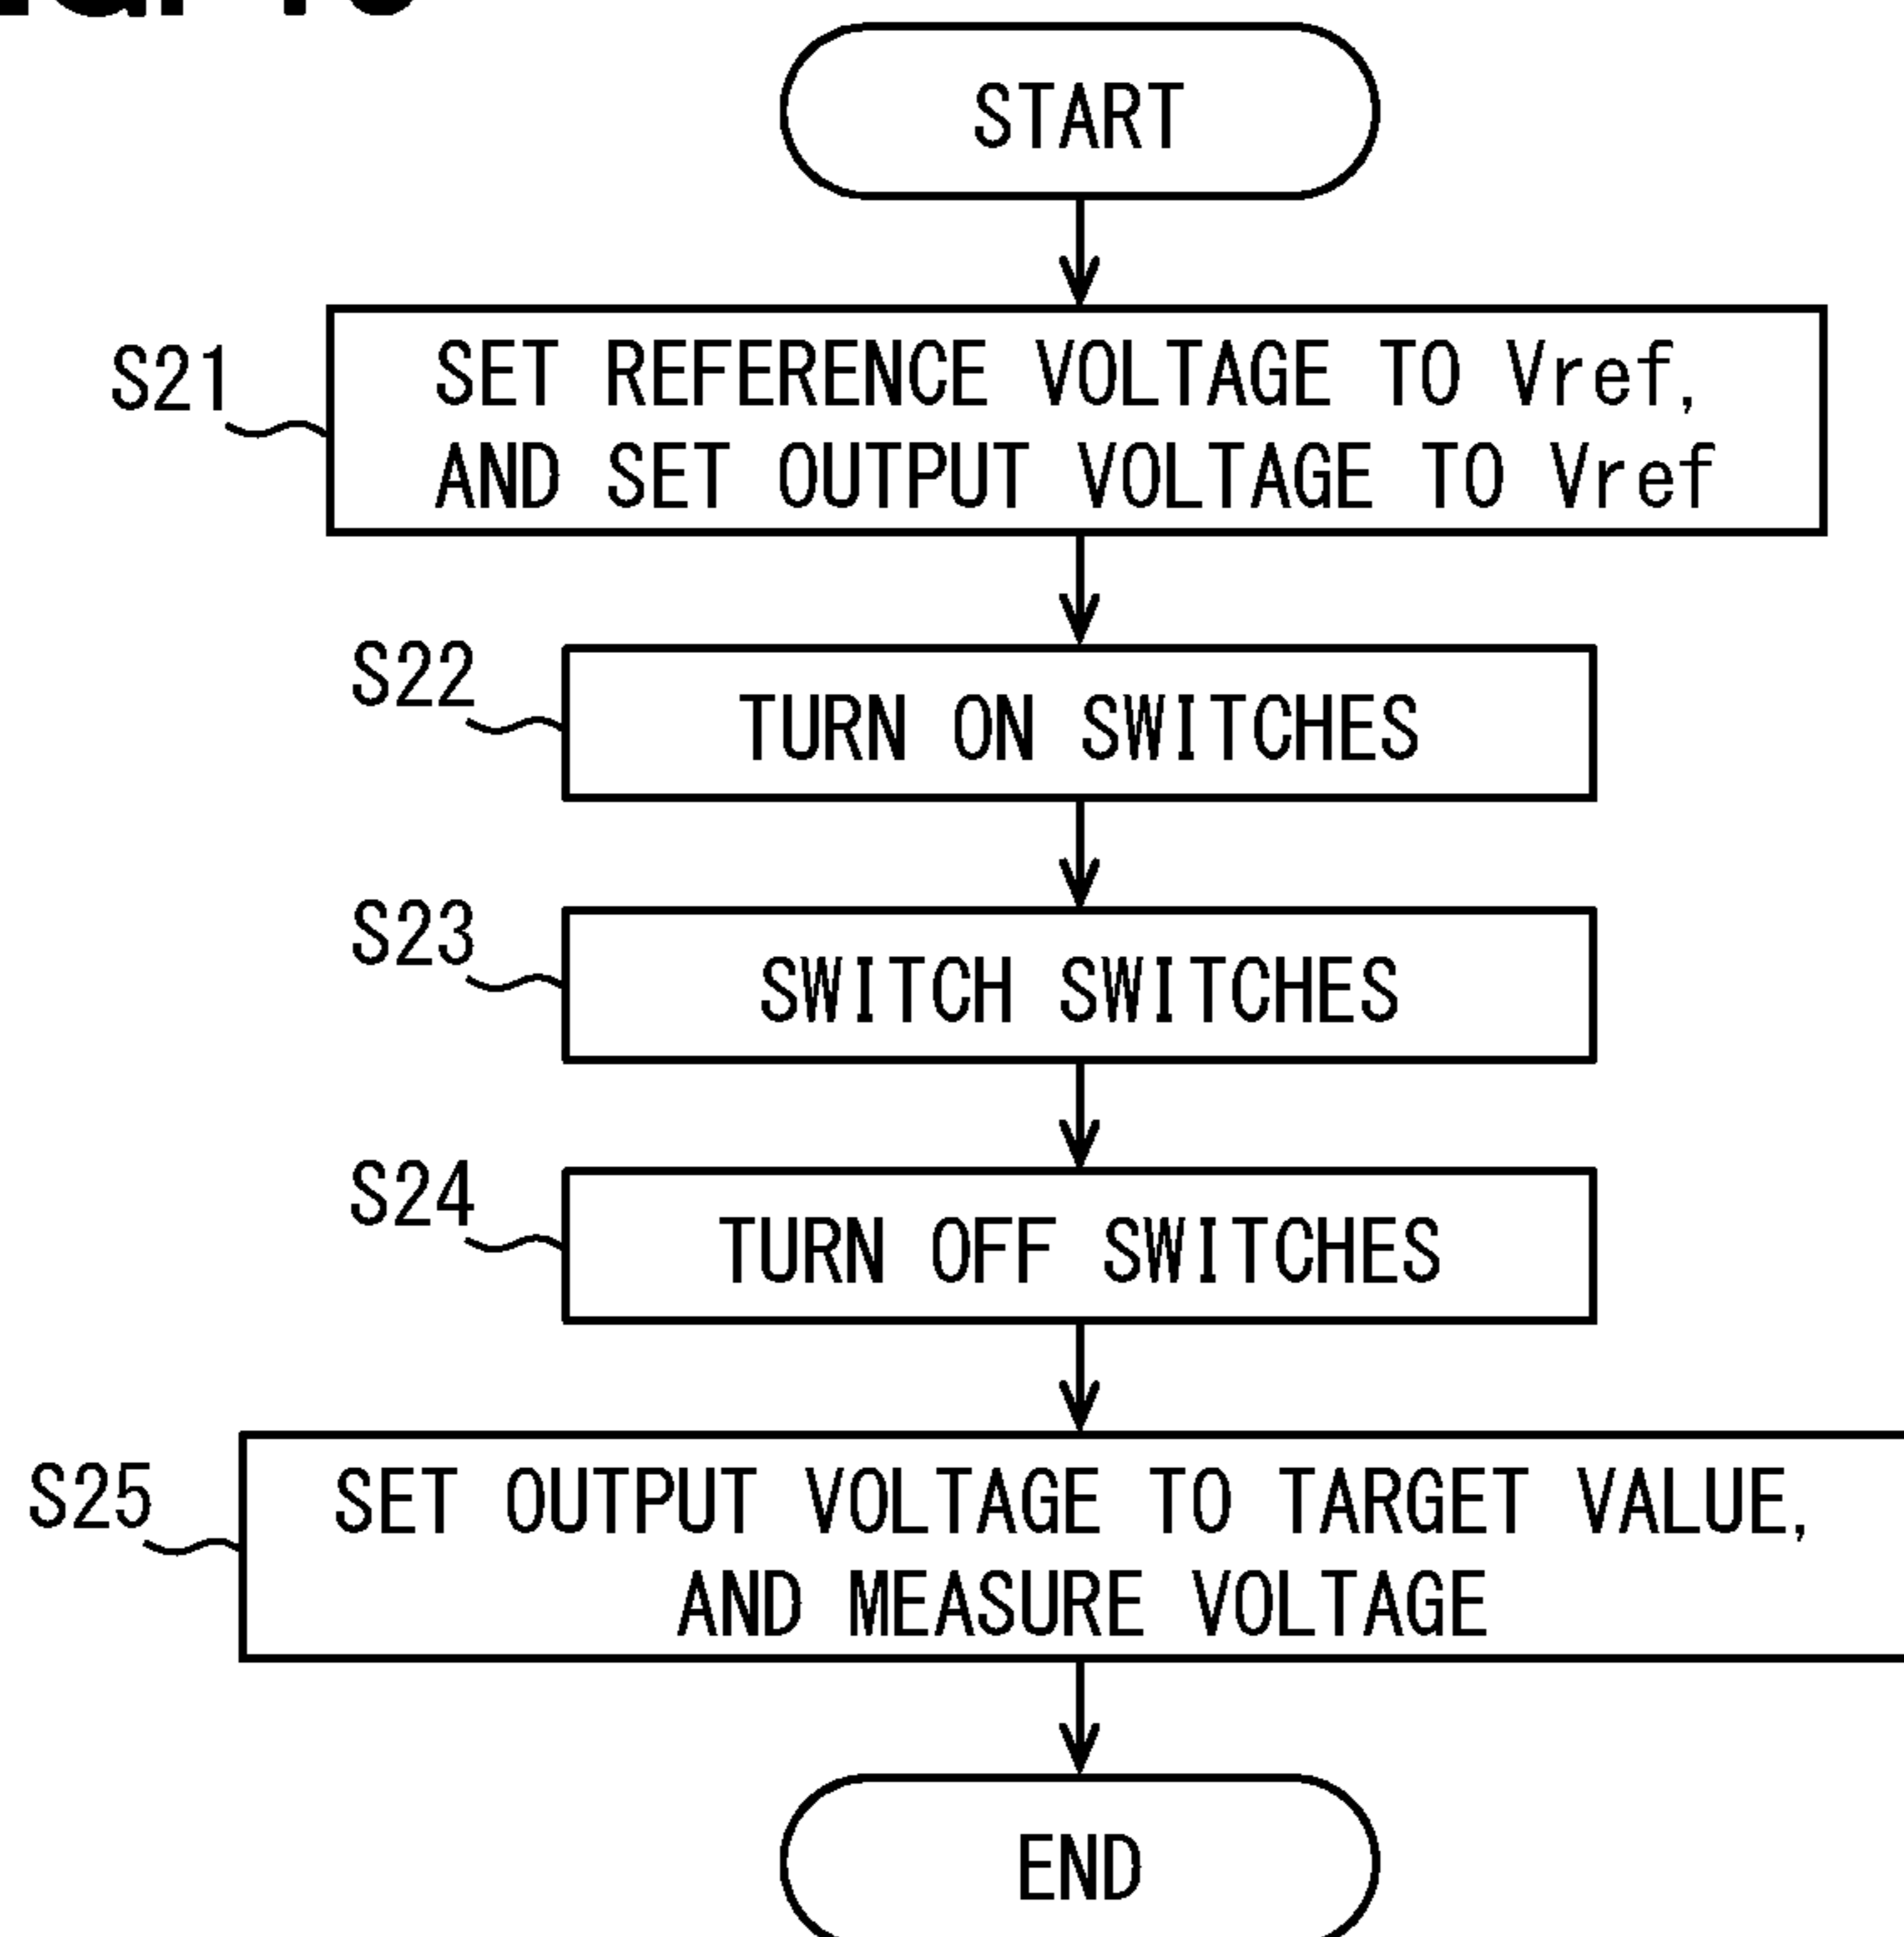 START
S21
SET REFERENCE VOLTAGE TO Vref,
AND SET OUTPUT VOLTAGE TO Vref
S22
TURN ON SWITCHES
S23
SWITCH SWITCHES
S24
TURN OFF SWITCHES
S25
SET OUTPUT VOLTAGE TO TARGET VALUE,
AND MEASURE VOLTAGE
END